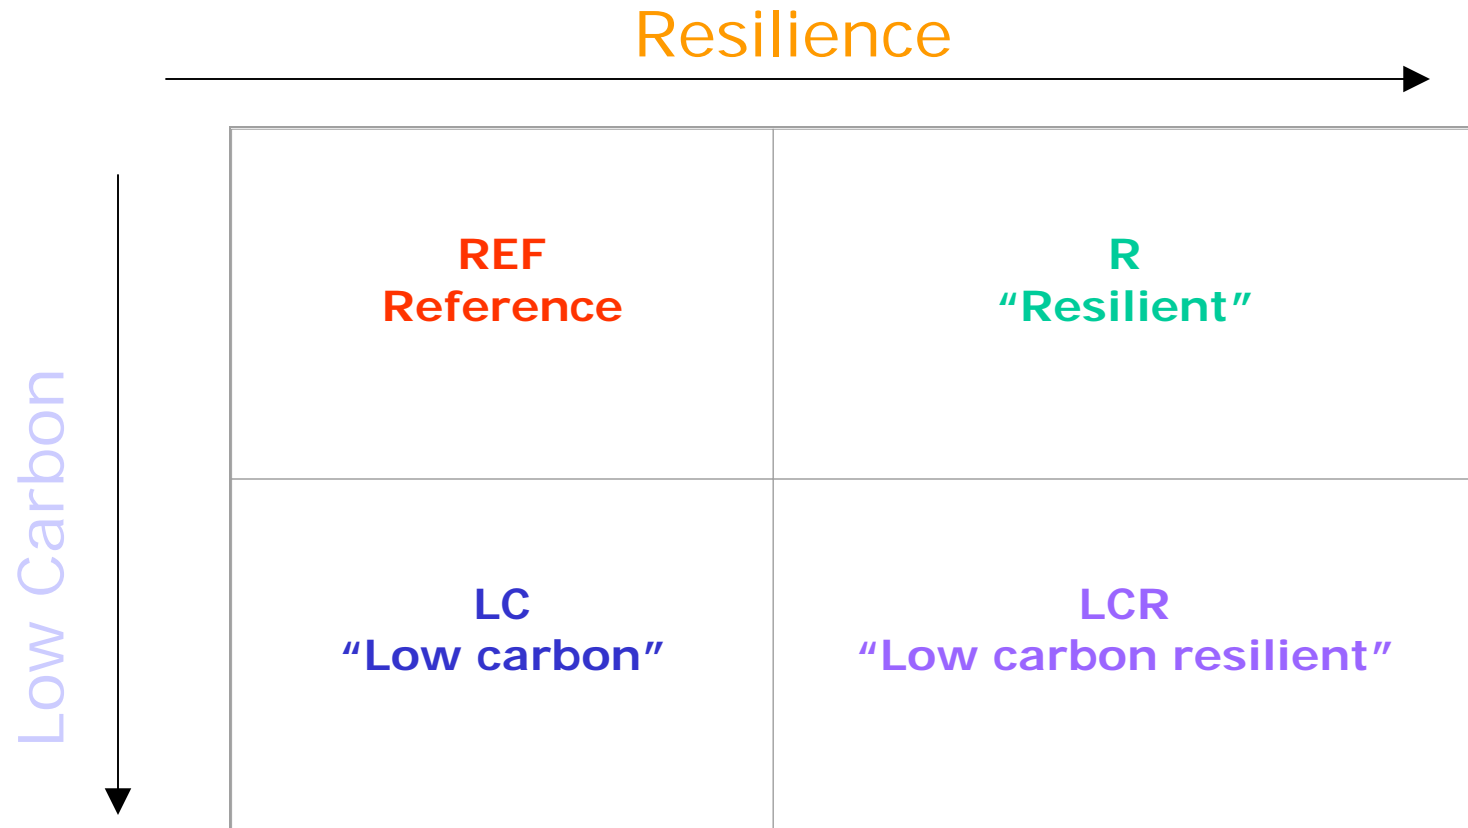 Resilience
Low Carbon
REF
Reference
R
“Resilient”
LC
“Low carbon”
LCR
“Low carbon resilient”